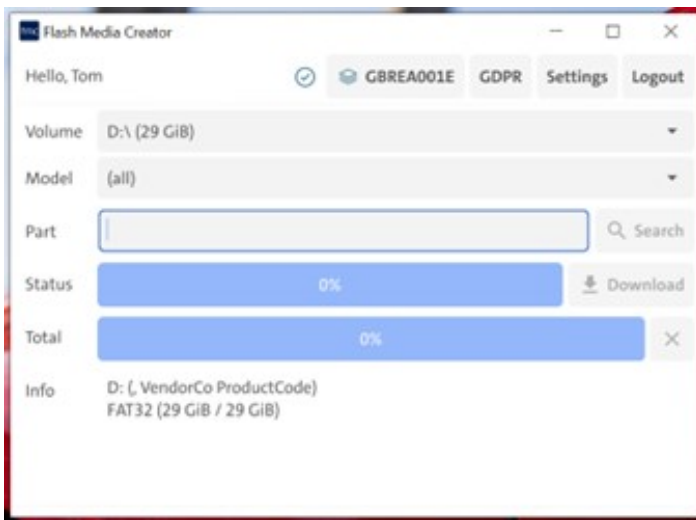 Flash Media Creator
Hello, Tom GBREA001E GDPR Settings Logout
Volume D:\ (29 GiB)
Model (all)
Part Search
Status 0% Download
Total 0%
Info D: (, VendorCo ProductCode)
FAT32 (29 GiB / 29 GiB)